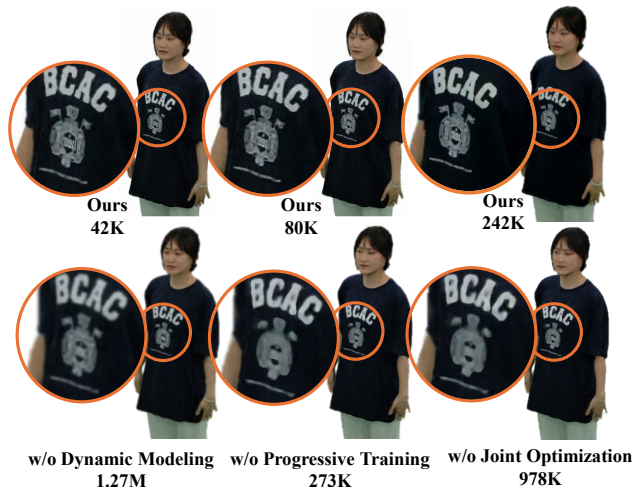 BCAC
BCAC
BCAC
BCAC
BCAC
BCAC
Ours
42K
Ours
80K
Ours
242K
BCAC
BCAC
BCAC
BCAC
BCAC
BCAC
w/o Dynamic Modeling
1.27M
w/o Progressive Training
273K
w/o Joint Optimization
978K